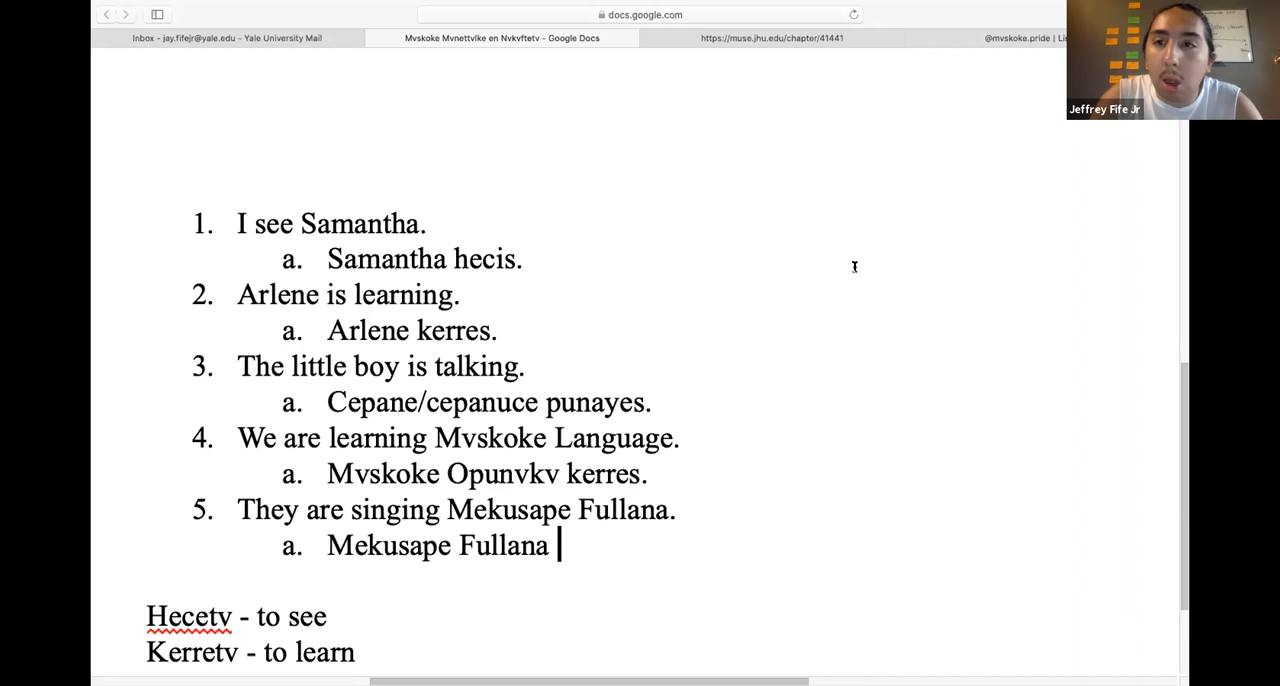 docs.google.com
Inbox - jay.fifejr@yale.edu - Yale University Mail
Mvskoke Mvnettvlke en Nvkvftetv - Google Docs
https://muse.jhu.edu/chapter/41441
@mvskoke.pride | Li
Jeffrey Fife Jr
1. I see Samantha.
a. Samantha hecis.
2. Arlene is learning.
a. Arlene kerres.
3. The little boy is talking.
a. Cepane/cepanuce punayes.
4. We are learning Mvskoke Language.
a. Mvskoke Opunvkv kerres.
5. They are singing Mekusape Fullana.
a. Mekusape Fullana
Hecetv - to see
Kerretv - to learn